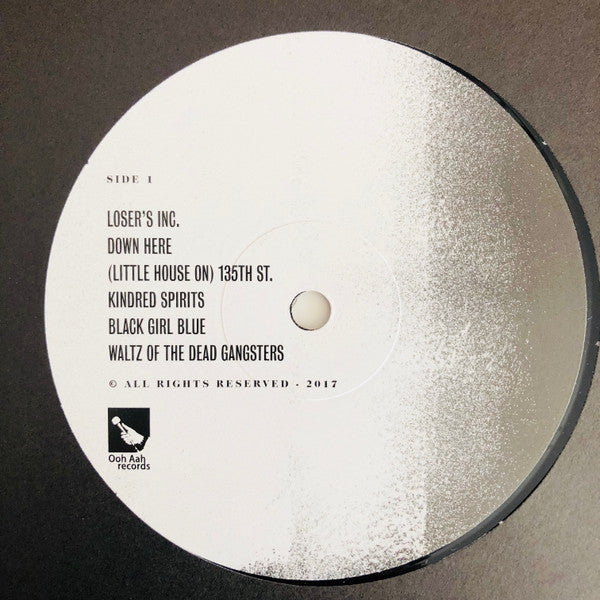 SIDE 1
LOSER'S INC.
DOWN HERE
(LITTLE HOUSE ON) 135TH ST.
KINDRED SPIRITS
BLACK GIRL BLUE
WALTZ OF THE DEAD GANGSTERS
© ALL RIGHTS RESERVED - 2017
Ooh Aah
records